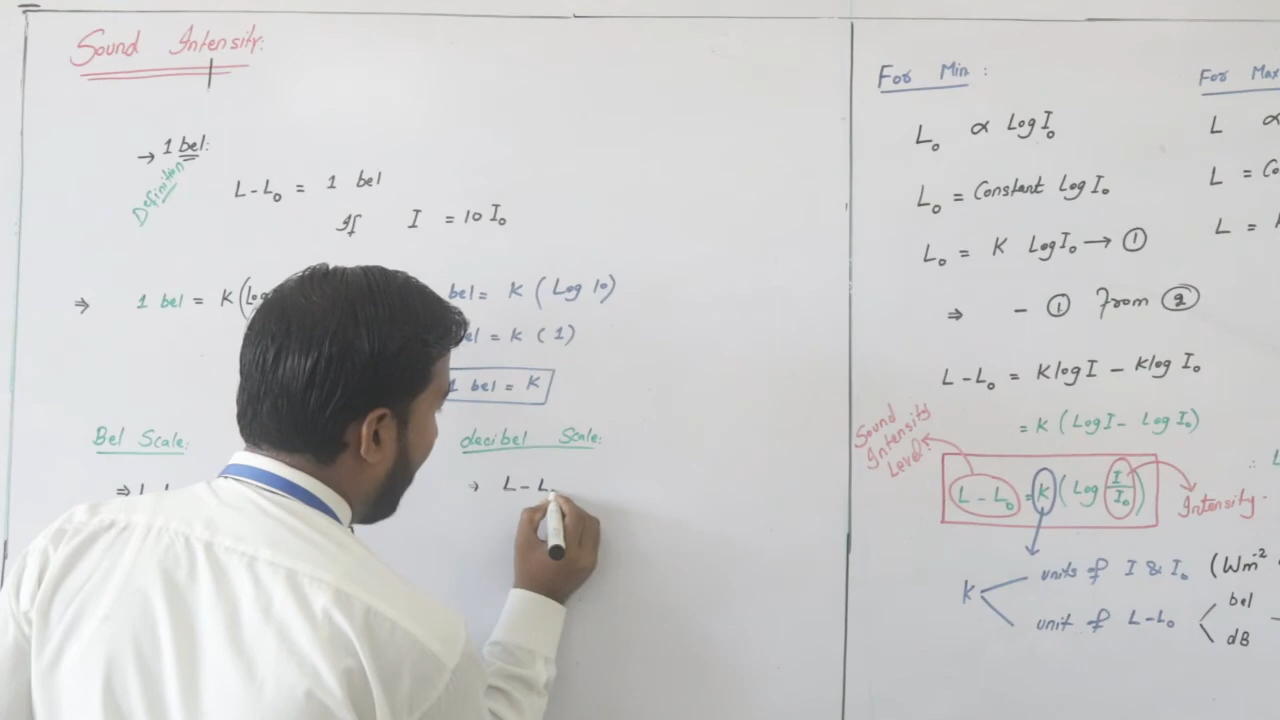 Sound Intensity:
→ 1 bel:
Definition
L-L₀ = 1 bel
If I = 10 I₀
⇒ 1 bel = K (Log
bel = K (Log 10)
bel = K (1)
1 bel = K
Bel Scale:
⇒ L
decibel Scale:
→ L - L
For Min :
L₀ ∝ Log I₀
L₀ = Constant Log I₀
L₀ = K Log I₀ → ①
⇒ - ① From ②
L-L₀ = K log I - K log I₀
= K (Log I - Log I₀)
Sound Intensity Level:
L-L₀ = K (Log I/I₀)
Intensity.
K
units of I & I₀ (Wm⁻²
unit of L-L₀
bel
dB
For Max
L ∝
L = Co
L =